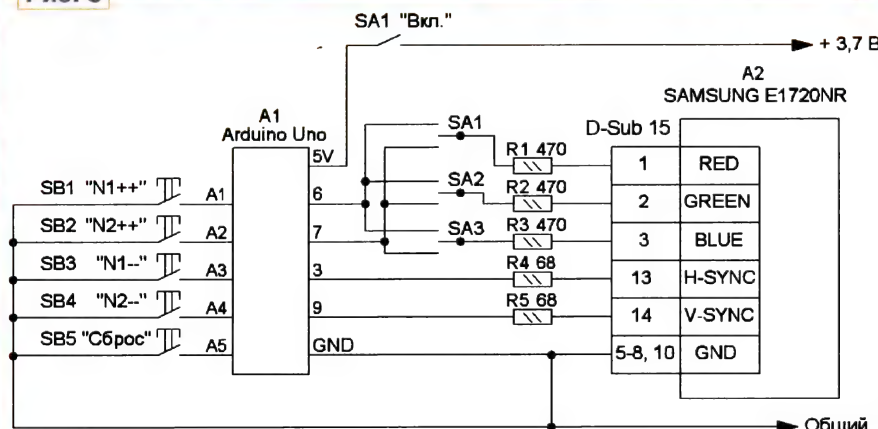 SA1 "Вкл."
+ 3,7 В
A2
SAMSUNG E1720NR
A1
Arduino Uno
D-Sub 15
5V
SA1
R1 470
1 RED
SB1 "N1++" A1
6
SA2
R2 470
2 GREEN
SB2 "N2++" A2
7
SA3
R3 470
3 BLUE
SB3 "N1--" A3
3
R4 68
13 H-SYNC
SB4 "N2--" A4
9
R5 68
14 V-SYNC
SB5 "Сброс" A5
GND
5-8, 10 GND
Общий